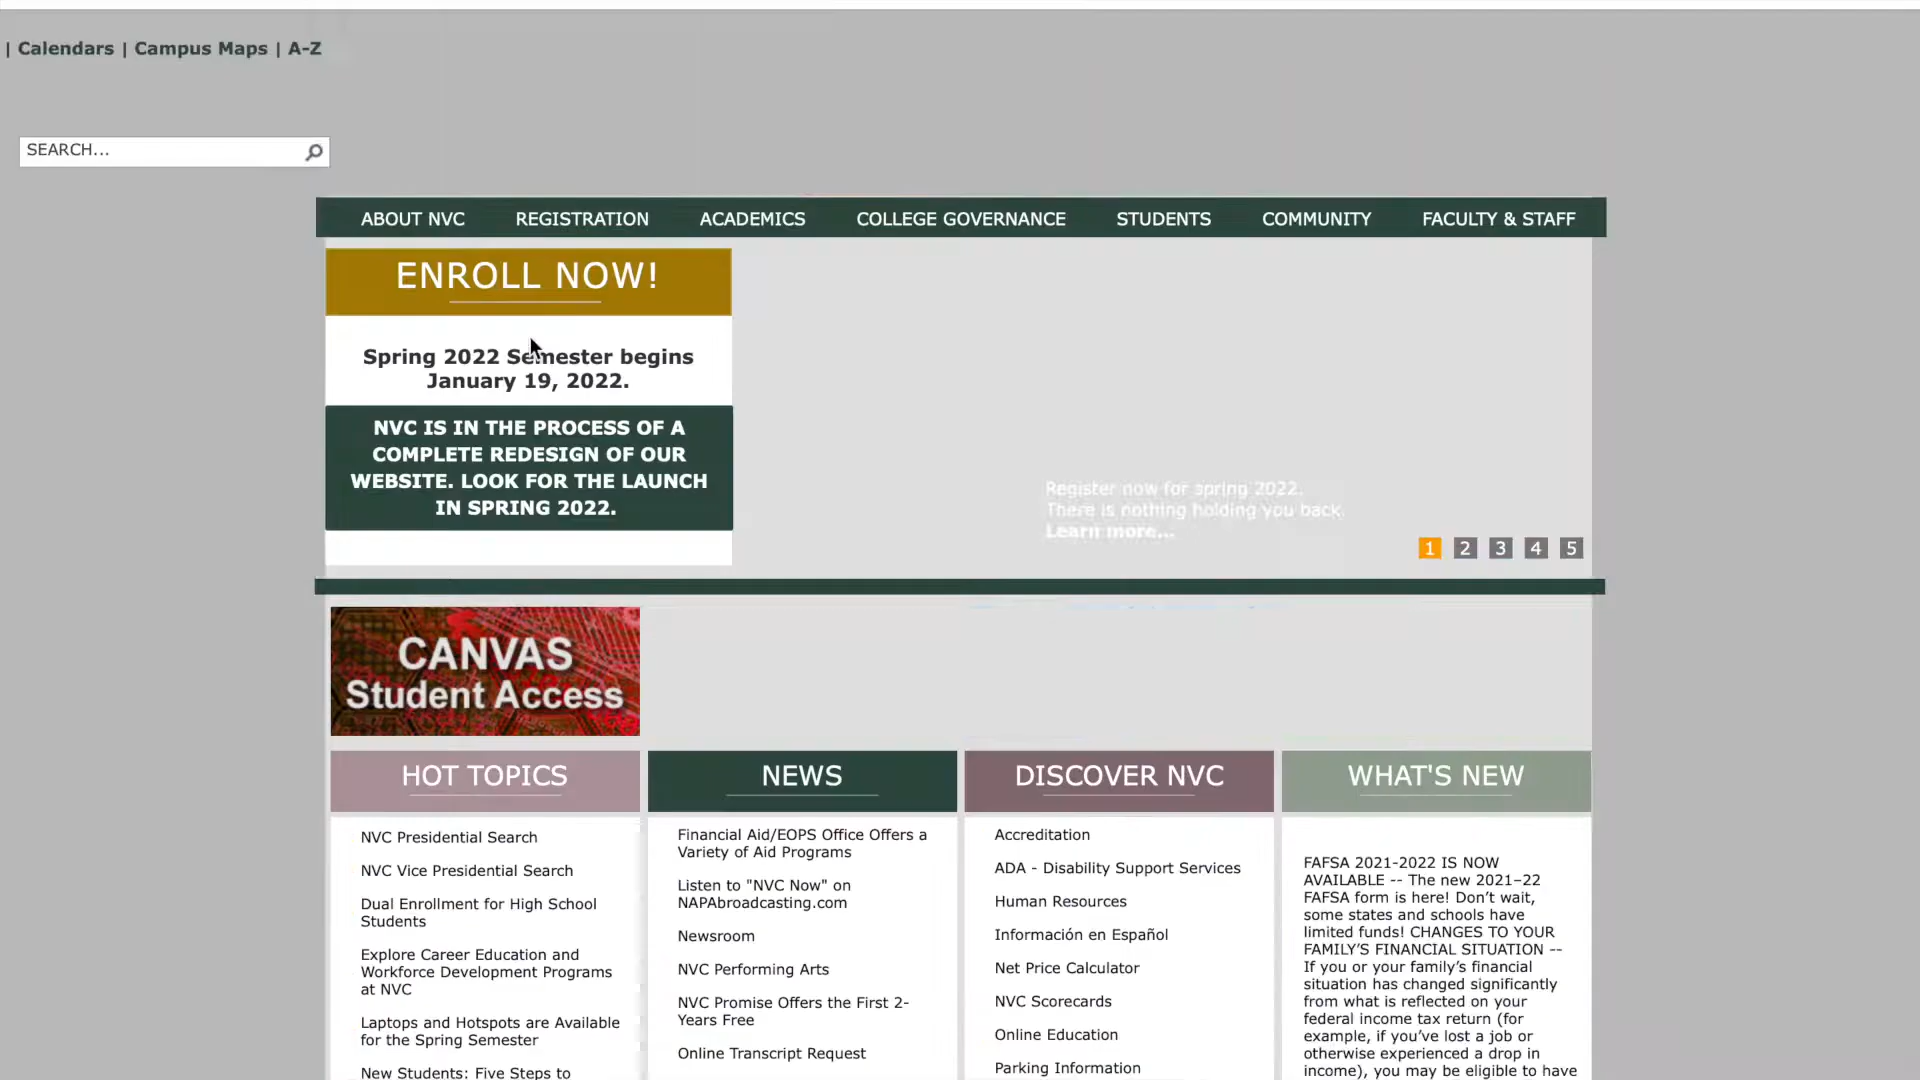 | Calendars | Campus Maps | A-Z
SEARCH...
ABOUT NVC REGISTRATION ACADEMICS COLLEGE GOVERNANCE STUDENTS COMMUNITY FACULTY & STAFF
ENROLL NOW!
Spring 2022 Semester begins
January 19, 2022.
NVC IS IN THE PROCESS OF A
COMPLETE REDESIGN OF OUR
WEBSITE. LOOK FOR THE LAUNCH
IN SPRING 2022.
Register now for spring 2022.
There is nothing holding you back.
Learn more...
1 2 3 4 5
CANVAS
Student Access
HOT TOPICS
NVC Presidential Search
NVC Vice Presidential Search
Dual Enrollment for High School
Students
Explore Career Education and
Workforce Development Programs
at NVC
Laptops and Hotspots are Available
for the Spring Semester
New Students: Five Steps to
NEWS
Financial Aid/EOPS Office Offers a
Variety of Aid Programs
Listen to "NVC Now" on
NAPAbroadcasting.com
Newsroom
NVC Performing Arts
NVC Promise Offers the First 2-
Years Free
Online Transcript Request
DISCOVER NVC
Accreditation
ADA - Disability Support Services
Human Resources
Información en Español
Net Price Calculator
NVC Scorecards
Online Education
Parking Information
WHAT'S NEW
FAFSA 2021-2022 IS NOW
AVAILABLE -- The new 2021–22
FAFSA form is here! Don’t wait,
some states and schools have
limited funds! CHANGES TO YOUR
FAMILY’S FINANCIAL SITUATION --
If you or your family’s financial
situation has changed significantly
from what is reflected on your
federal income tax return (for
example, if you’ve lost a job or
otherwise experienced a drop in
income), you may be eligible to have